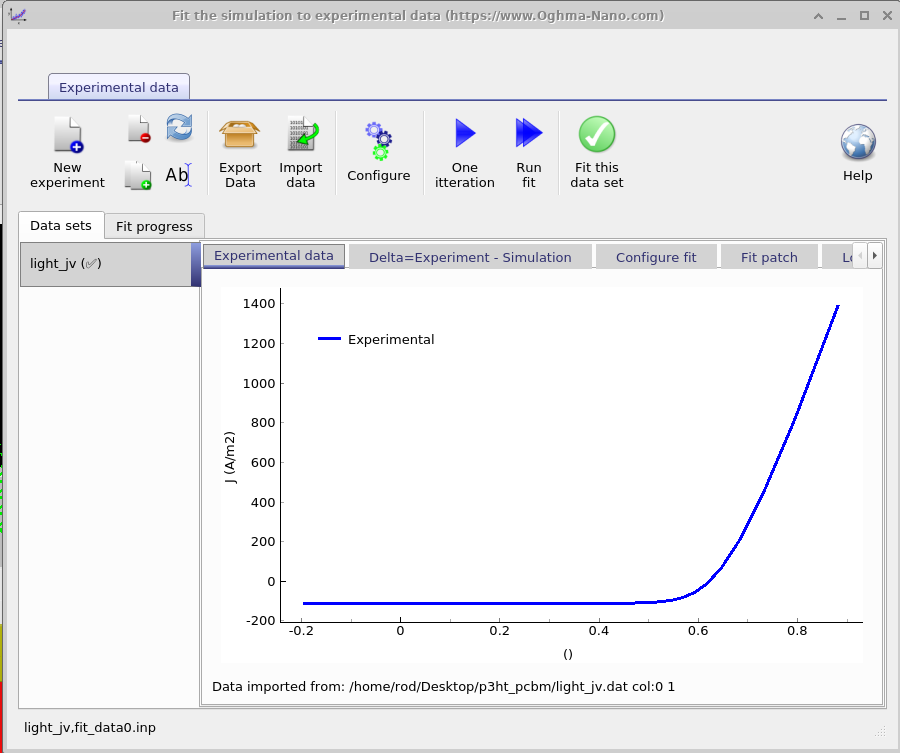 Fit the simulation to experimental data (https://www.Oghma-Nano.com)
Experimental data
New experiment
Ab
Export Data
Import data
Configure
One itteration
Run fit
Fit this data set
Help
Data sets
Fit progress
light_jv (✅)
Experimental data
Delta=Experiment - Simulation
Configure fit
Fit patch
1400
1200
1000
800
600
400
200
0
-200
J (A/m2)
Experimental
-0.2
0
0.2
0.4
0.6
0.8
()
Data imported from: /home/rod/Desktop/p3ht_pcbm/light_jv.dat col:0 1
light_jv,fit_data0.inp